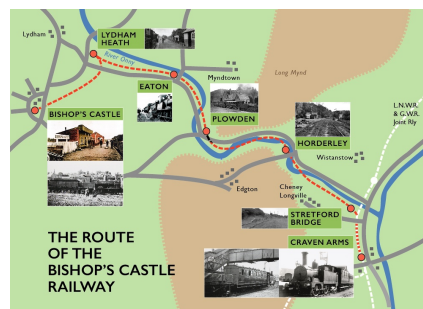 LYDHAM
HEATH
Lydham
River Onny
Long Mynd
Myndtown
EATON
L.N.W.R.
& G.W.R.
Joint Rly
BISHOP'S CASTLE
PLOWDEN
HORDERLEY
Wistanstow
Edgton
Cheney
Longville
STRETFORD
BRIDGE
CRAVEN ARMS
THE ROUTE
OF THE
BISHOP'S CASTLE
RAILWAY